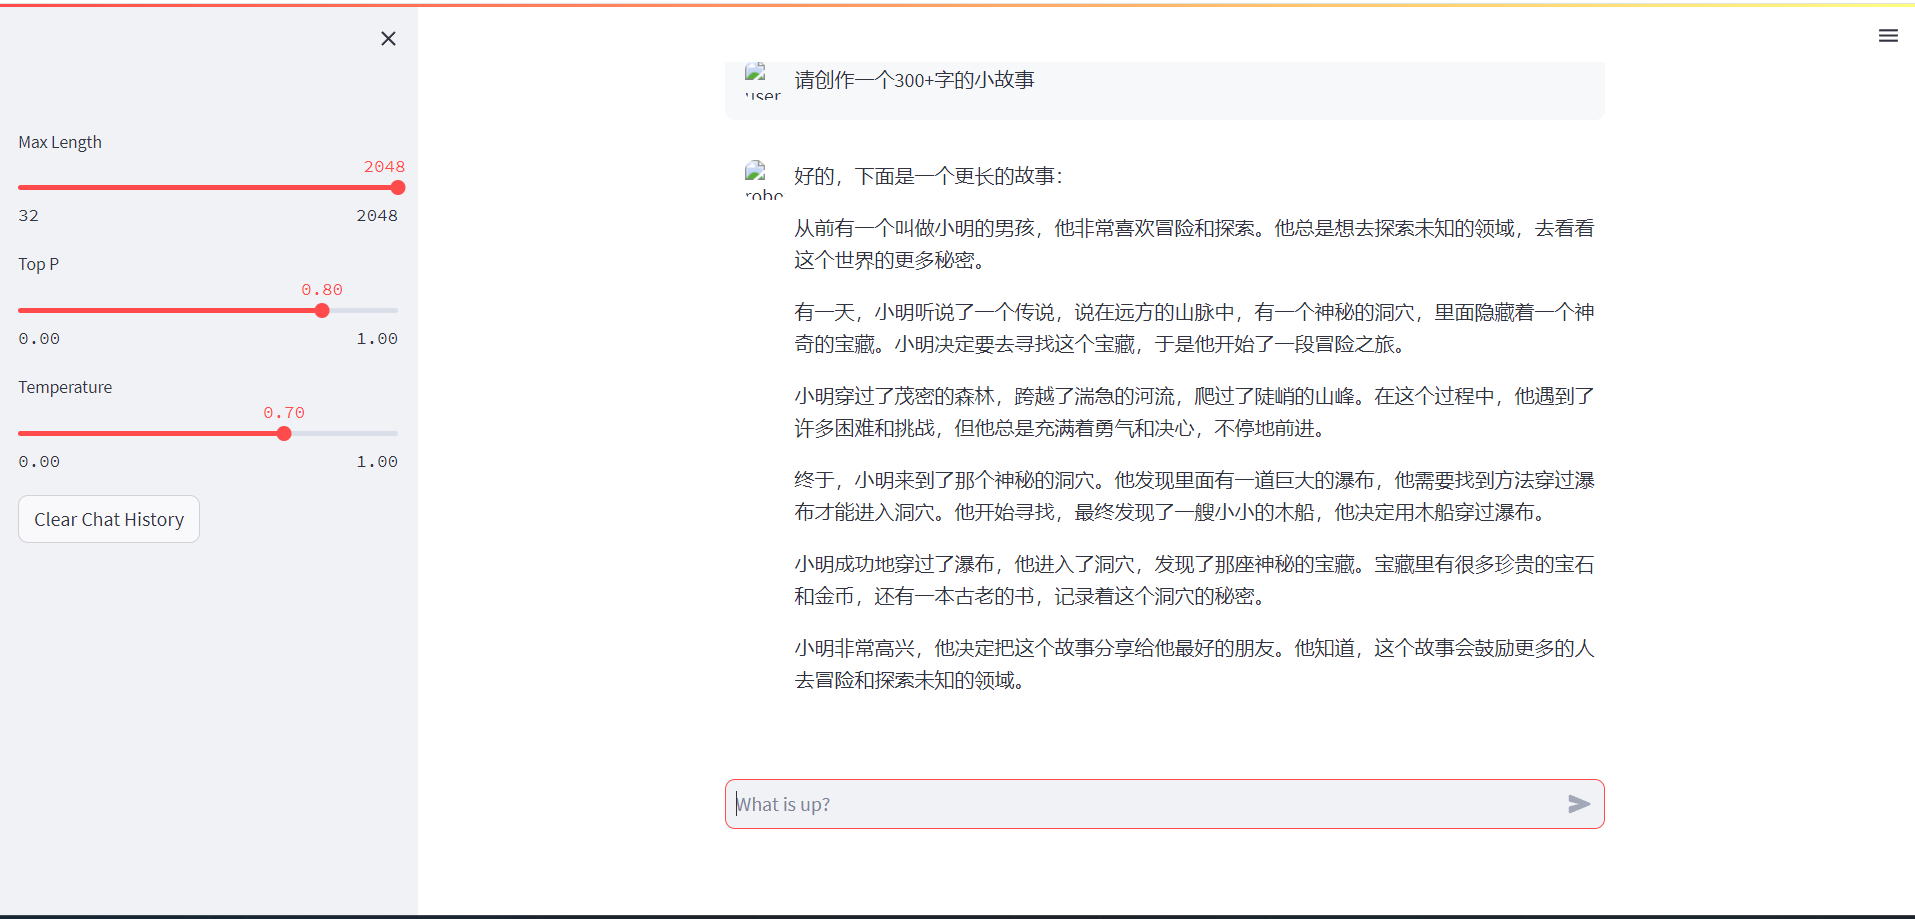 Max Length
2048
32 2048
Top P
0.80
0.00 1.00
Temperature
0.70
0.00 1.00
Clear Chat History
user
请创作一个300+字的小故事
好的，下面是一个更长的故事：
robo
从前有一个叫做小明的男孩，他非常喜欢冒险和探索。他总是想去探索未知的领域，去看看
这个世界的更多秘密。
有一天，小明听说了一个传说，说在远方的山脉中，有一个神秘的洞穴，里面隐藏着一个神
奇的宝藏。小明决定要去寻找这个宝藏，于是他开始了一段冒险之旅。
小明穿过了茂密的森林，跨越了湍急的河流，爬过了陡峭的山峰。在这个过程中，他遇到了
许多困难和挑战，但他总是充满着勇气和决心，不停地前进。
终于，小明来到了那个神秘的洞穴。他发现里面有一道巨大的瀑布，他需要找到方法穿过瀑
布才能进入洞穴。他开始寻找，最终发现了一艘小小的木船，他决定用木船穿过瀑布。
小明成功地穿过了瀑布，他进入了洞穴，发现了那座神秘的宝藏。宝藏里有很多珍贵的宝石
和金币，还有一本古老的书，记录着这个洞穴的秘密。
小明非常高兴，他决定把这个故事分享给他最好的朋友。他知道，这个故事会鼓励更多的人
去冒险和探索未知的领域。
What is up?